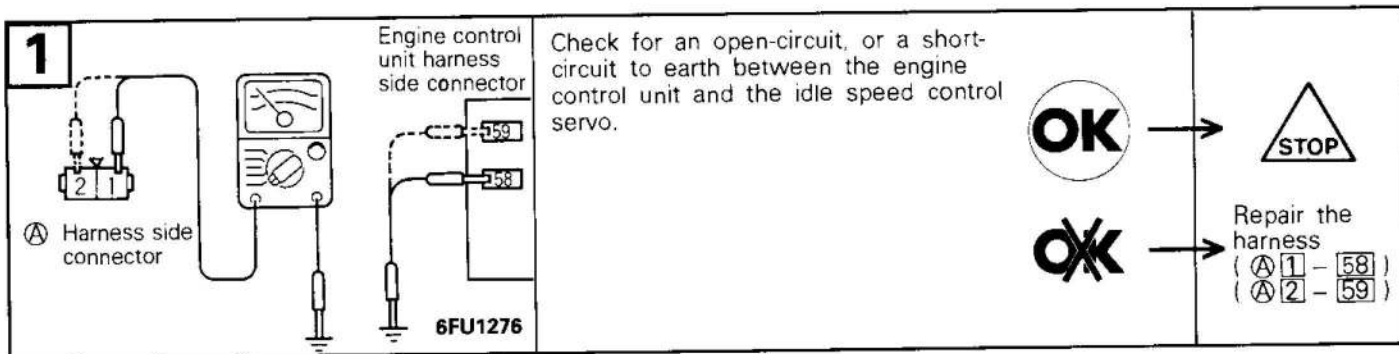 1
Engine control
unit harness
side connector
59
58
2 1
Ⓐ Harness side
connector
6FU1276
Check for an open-circuit, or a short-
circuit to earth between the engine
control unit and the idle speed control
servo.
OK
STOP
OK
Repair the
harness
( Ⓐ 1 – 58 )
( Ⓐ 2 – 59 )